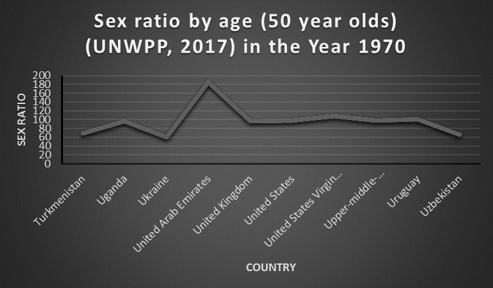 Sex ratio by age (50 year olds)
(UNWPP, 2017) in the Year 1970
SEX RATIO
200
180
160
140
120
100
80
60
40
20
0
Turkmenistan
Uganda
Ukraine
United Arab Emirates
United Kingdom
United States
United States Virgin...
Upper-middle-...
Uruguay
Uzbekistan
COUNTRY